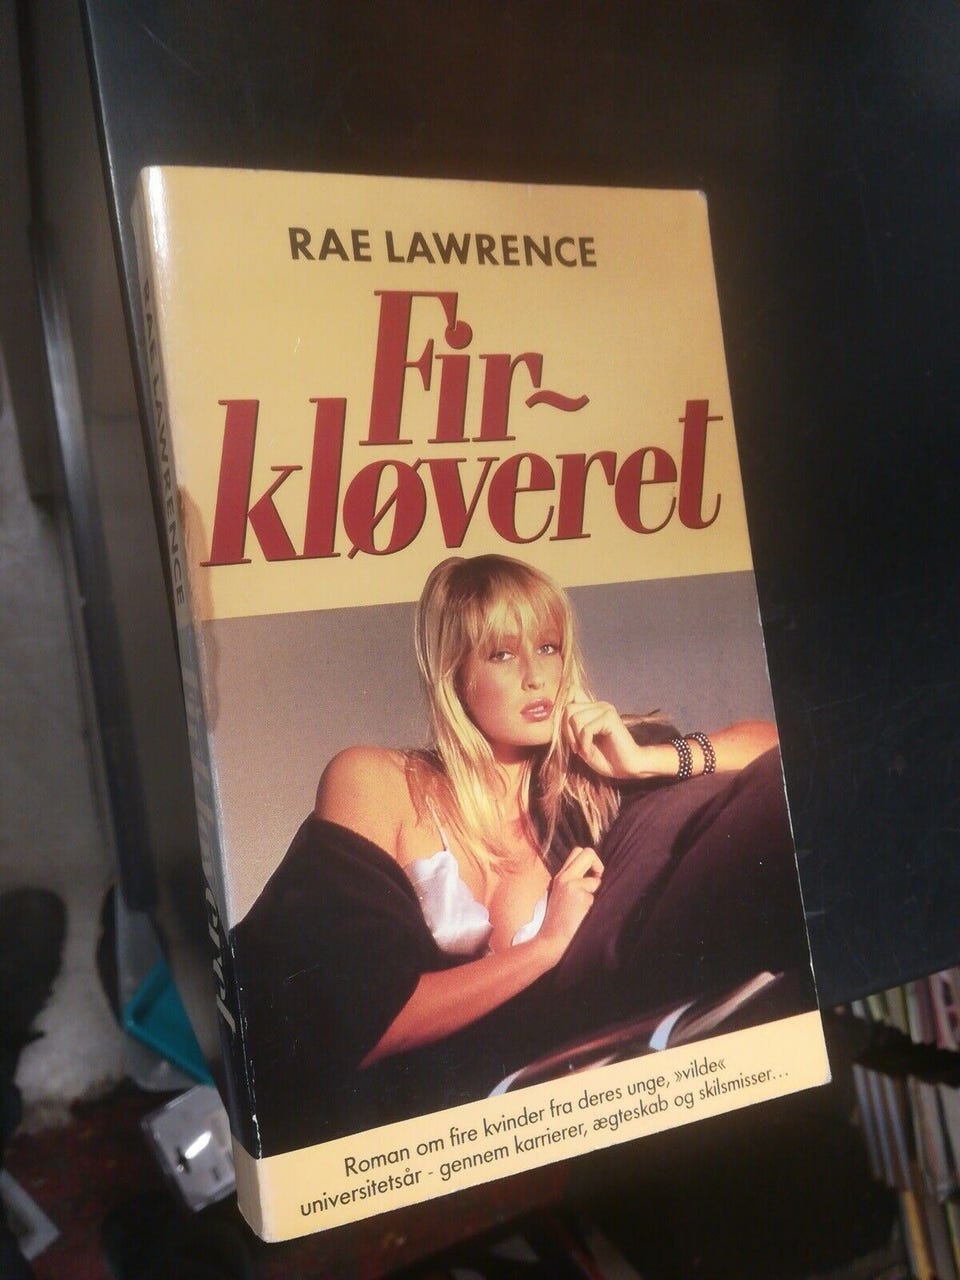 RAE LAWRENCE
Fir~
kløveret
Roman om fire kvinder fra deres unge, »vilde«
universitetsår - gennem karrierer, ægteskab og skilsmisser...
RAE LAWRENCE